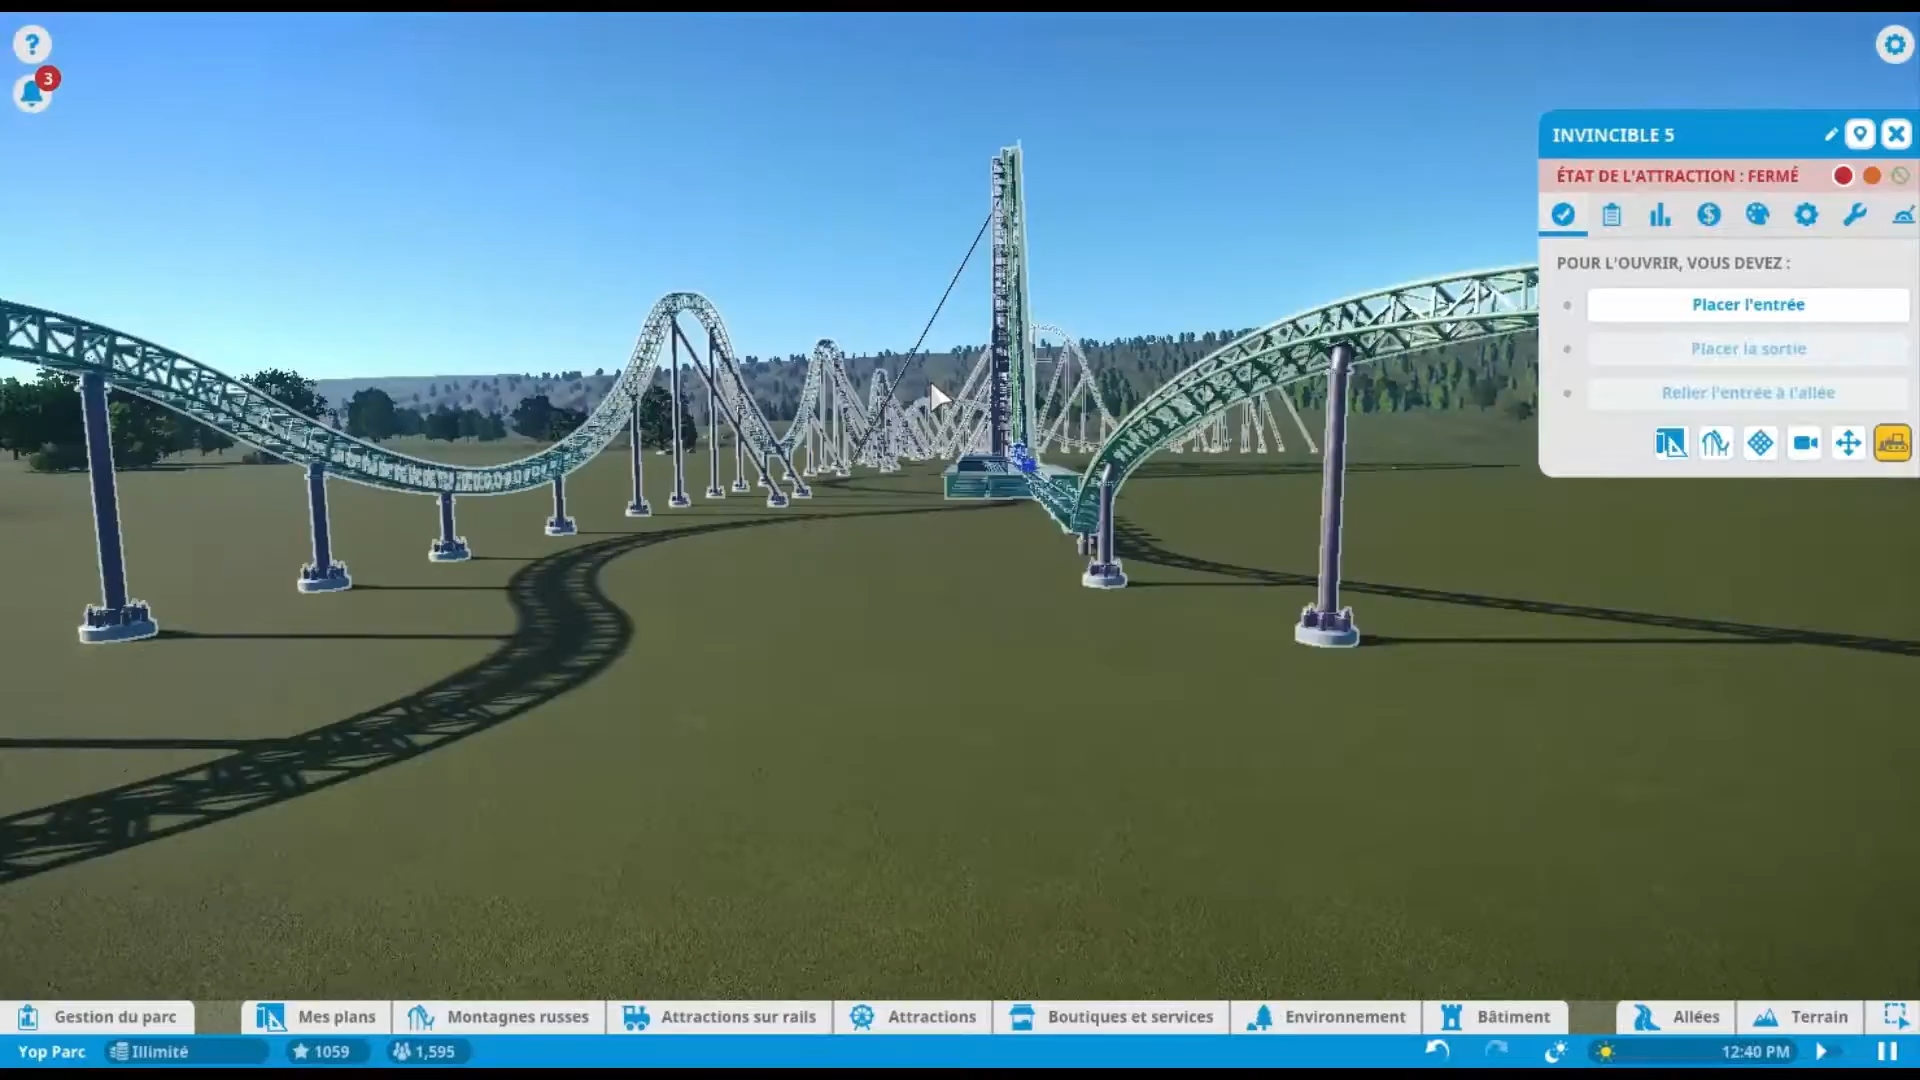 ?
3
INVINCIBLE 5
ÉTAT DE L'ATTRACTION : FERMÉ
POUR L'OUVRIR, VOUS DEVEZ :
Placer l'entrée
Placer la sortie
Relier l'entrée à l'allée
Gestion du parc
Mes plans
Montagnes russes
Attractions sur rails
Attractions
Boutiques et services
Environnement
Bâtiment
Allées
Terrain
Yop Parc
Illimité
1059
1,595
12:40 PM